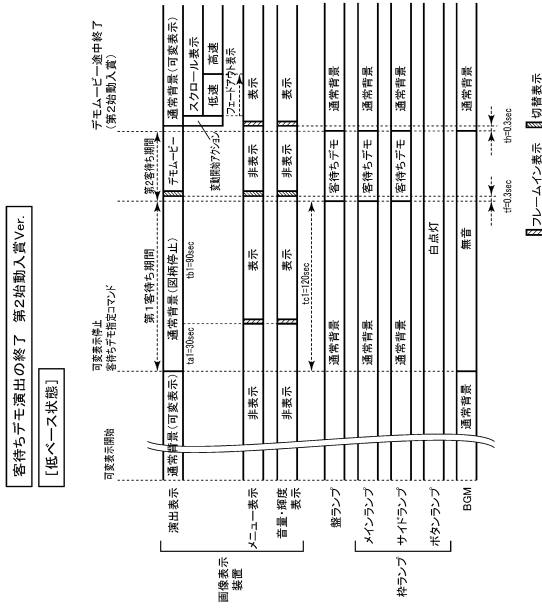 客待ちデモ演出の終了 第２始動入賞Ver.
[低ベース状態]
可変表示開始
可変表示停止
客待ちデモ指定コマンド
デモムービー途中終了
(第２始動入賞)
第１客待ち期間
第２客待ち期間
画像表示
装置
演出表示
通常背景(可変表示)
通常背景(図柄停止)
デモムービー
通常背景(可変表示)
ta1=30sec
tb1=90sec
変動開始アクション
スクロール表示
低速
高速
フェードアウト表示
メニュー表示
非表示
表示
非表示
表示
音量・輝度
表示
非表示
表示
非表示
表示
tc1=120sec
盤ランプ
通常背景
客待ちデモ
通常背景
枠ランプ
メインランプ
通常背景
客待ちデモ
通常背景
サイドランプ
通常背景
客待ちデモ
通常背景
ボタンランプ
白点灯
BGM
通常背景
無音
通常背景
tf=0.3sec
th=0.3sec
フレームイン表示
切替表示